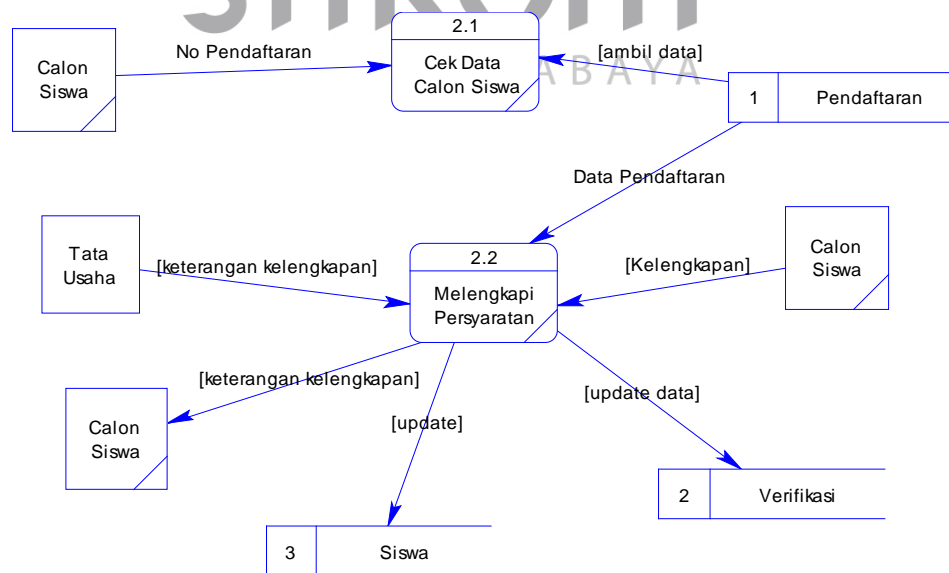 2.1
No Pendaftaran
Cek Data
Calon Siswa
[ambil data]
Calon
Siswa
ABAYA
1
Pendaftaran
Data Pendaftaran
Tata
Usaha
[keterangan kelengkapan]
2.2
Melengkapi
Persyaratan
[Kelengkapan]
Calon
Siswa
[keterangan kelengkapan]
[update]
[update data]
Calon
Siswa
2
Verifikasi
3
Siswa